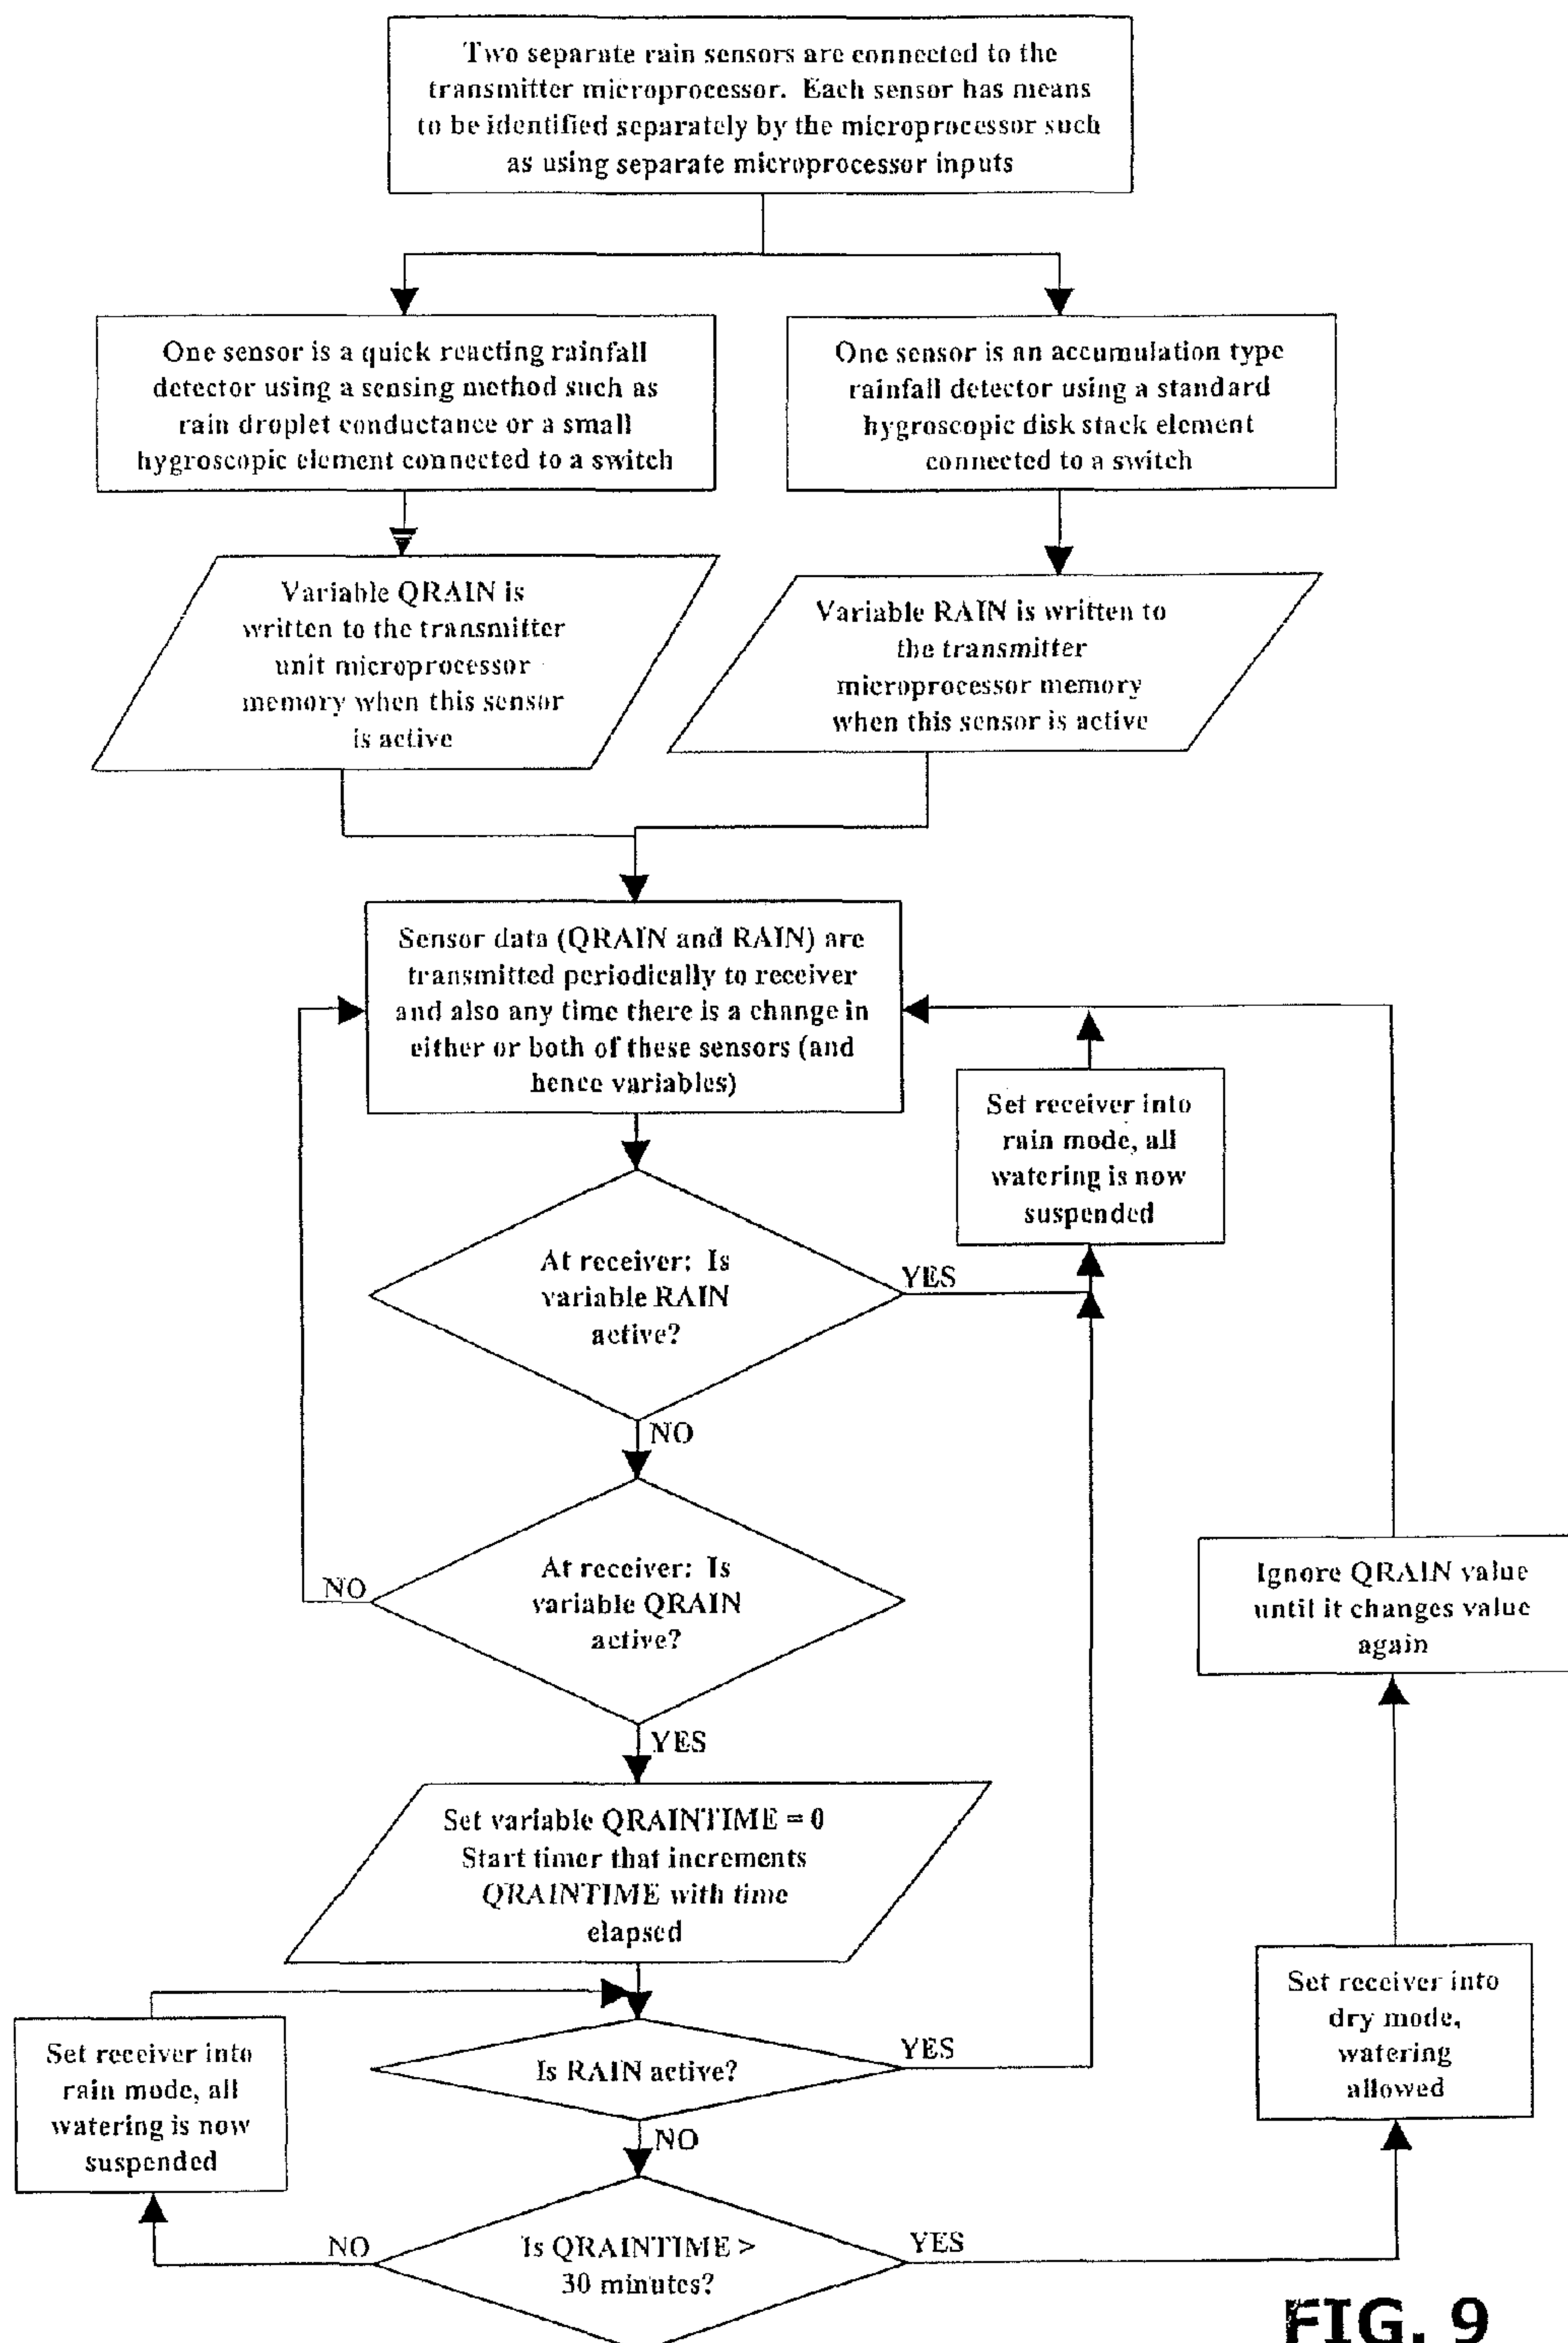 Two separate rain sensors are connected to the
transmitter microprocessor. Each sensor has means
to be identified separately by the microprocessor such
as using separate microprocessor inputs
One sensor is a quick reacting rainfall
detector using a sensing method such as
rain droplet conductance or a small
hygroscopic element connected to a switch
One sensor is an accumulation type
rainfall detector using a standard
hygroscopic disk stack element
connected to a switch
Variable QRAIN is
written to the transmitter
unit microprocessor
memory when this sensor
is active
Variable RAIN is written to
the transmitter
microprocessor memory
when this sensor is active
Sensor data (QRAIN and RAIN) are
transmitted periodically to receiver
and also any time there is a change in
either or both of these sensors (and
hence variables)
Set receiver into
rain mode, all
watering is now
suspended
At receiver: Is
variable RAIN
active?
YES
NO
At receiver: Is
variable QRAIN
active?
NO
YES
Ignore QRAIN value
until it changes value
again
Set variable QRAINTIME = 0
Start timer that increments
QRAINTIME with time
elapsed
Set receiver into
dry mode,
watering
allowed
Set receiver into
rain mode, all
watering is now
suspended
Is RAIN active?
YES
NO
Is QRAINTIME >
30 minutes?
NO
YES
FIG. 9